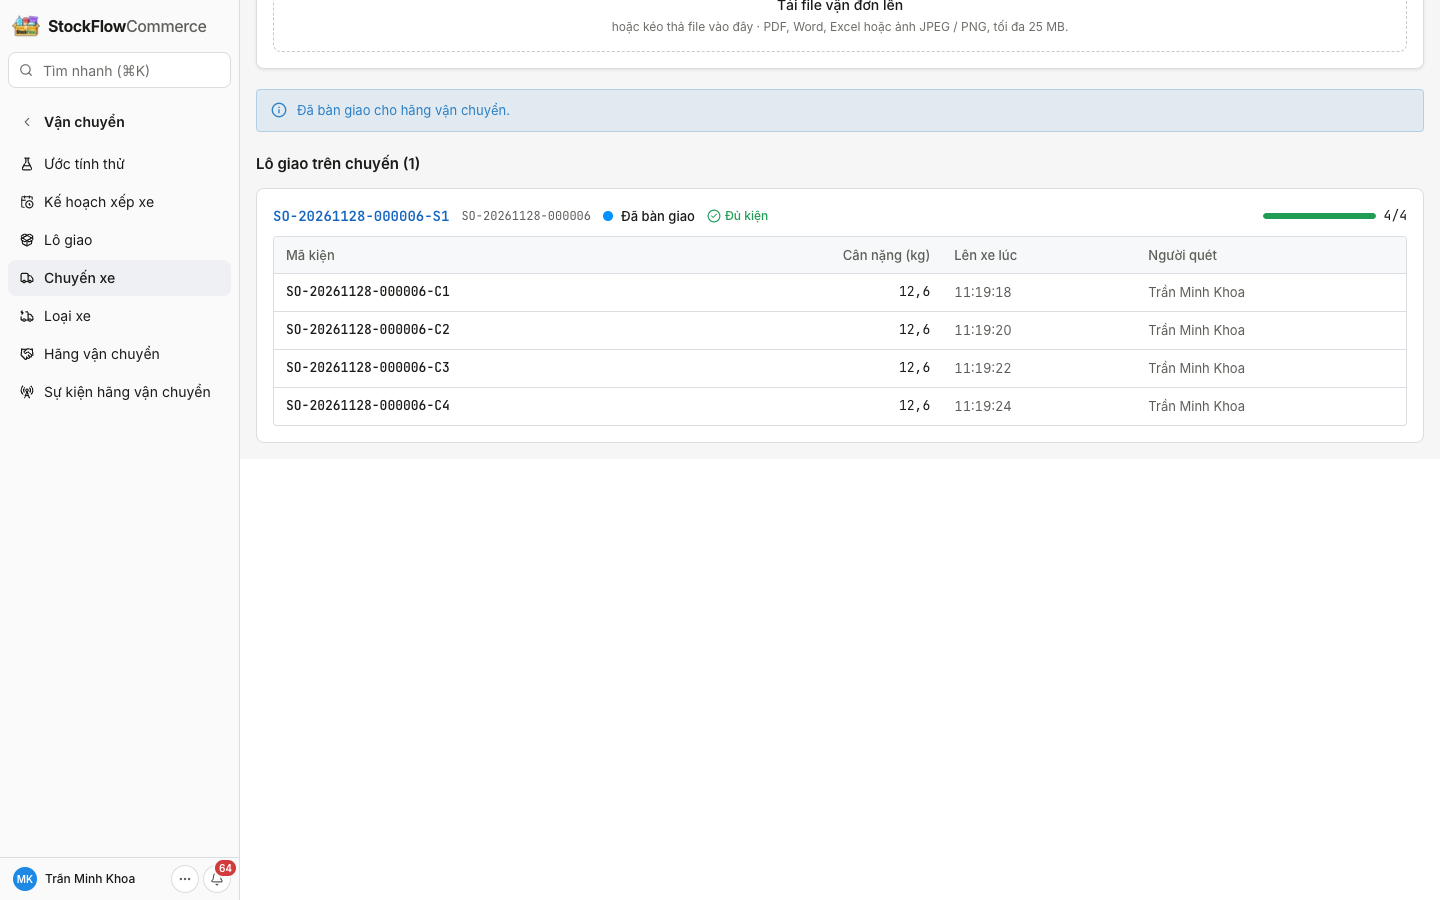 StockFlowCommerce
Tìm nhanh (⌘K)
Vận chuyển
Ước tính thử
Kế hoạch xếp xe
Lô giao
Chuyến xe
Loại xe
Hãng vận chuyển
Sự kiện hãng vận chuyển
MK Trần Minh Khoa
64
Tải file vận đơn lên
hoặc kéo thả file vào đây · PDF, Word, Excel hoặc ảnh JPEG / PNG, tối đa 25 MB.
Đã bàn giao cho hãng vận chuyển.
Lô giao trên chuyến (1)
SO-20261128-000006-S1 SO-20261128-000006 Đã bàn giao Đủ kiện 4/4
Mã kiện Cân nặng (kg) Lên xe lúc Người quét
SO-20261128-000006-C1 12,6 11:19:18 Trần Minh Khoa
SO-20261128-000006-C2 12,6 11:19:20 Trần Minh Khoa
SO-20261128-000006-C3 12,6 11:19:22 Trần Minh Khoa
SO-20261128-000006-C4 12,6 11:19:24 Trần Minh Khoa